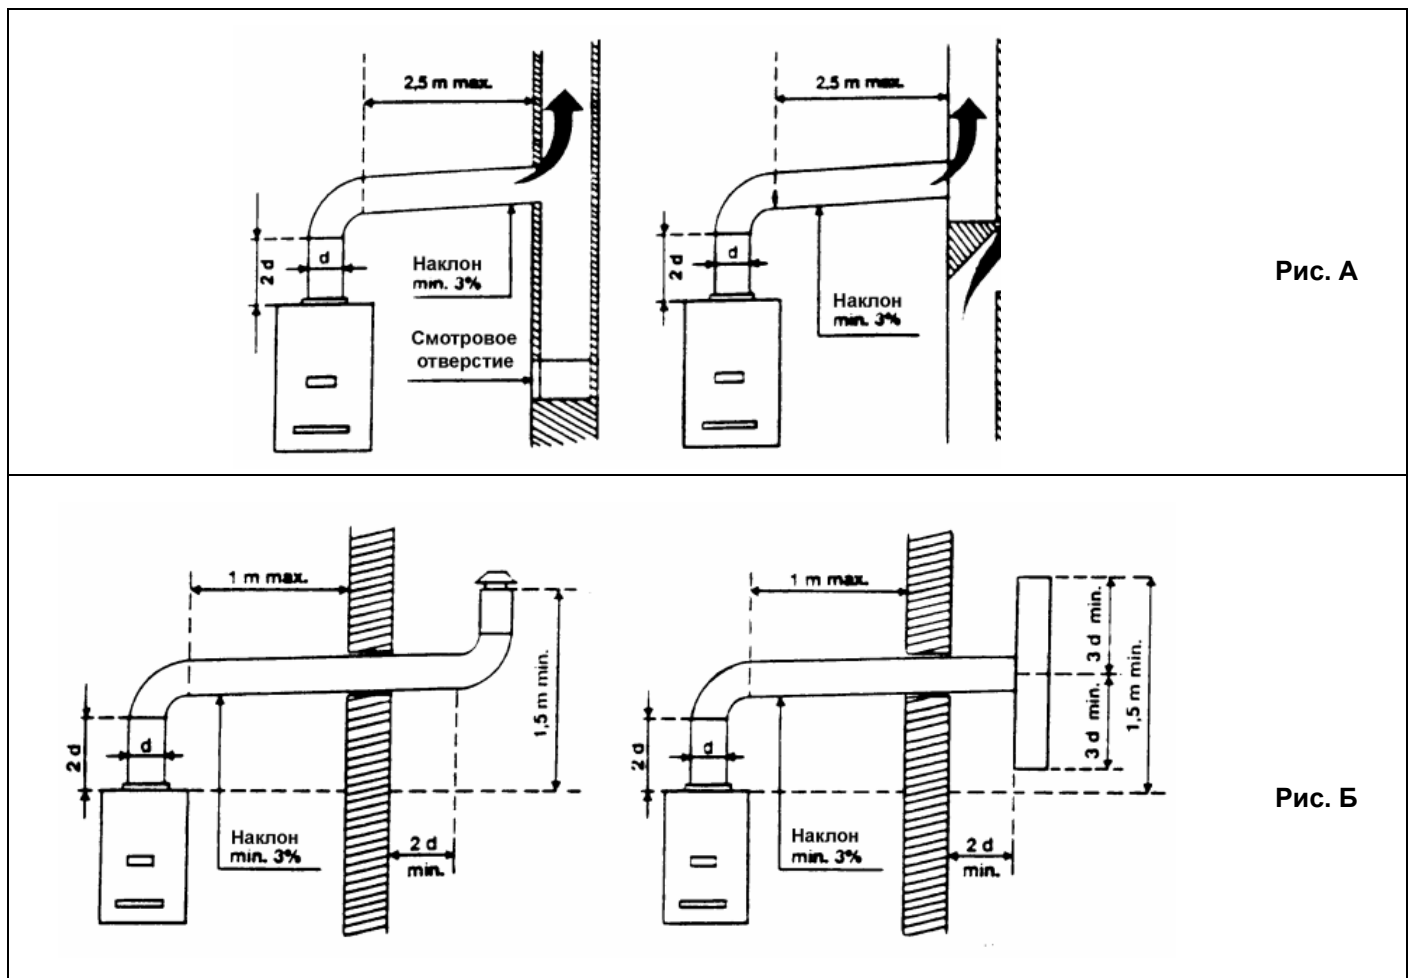 2,5 m max.
2 d
d
Наклон
min. 3%
Смотровое
отверстие
2,5 m max.
2 d
d
Наклон
min. 3%
Рис. А
1 m max.
2 d
d
Наклон
min. 3%
2 d
min.
1,5 m min.
1 m max.
2 d
d
Наклон
min. 3%
2 d
min.
3 d min.
3 d min.
1,5 m min.
Рис. Б